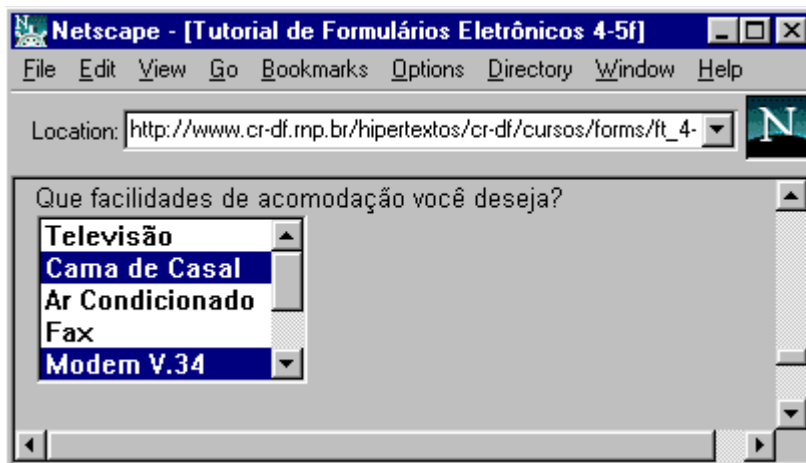 Netscape - [Tutorial de Formulários Eletrônicos 4-5f]
File Edit View Go Bookmarks Options Directory Window Help
Location: http://www.cr-df.rnp.br/hipertextos/cr-df/cursos/forms/ft_4-
N
Que facilidades de acomodação você deseja?
Televisão
Cama de Casal
Ar Condicionado
Fax
Modem V.34